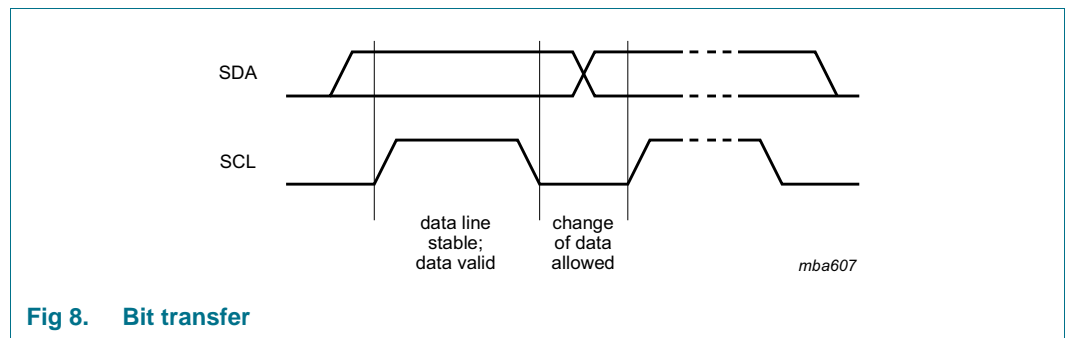 SDA
SCL
data line
stable;
data valid
change
of data
allowed
mba607
Fig 8. Bit transfer